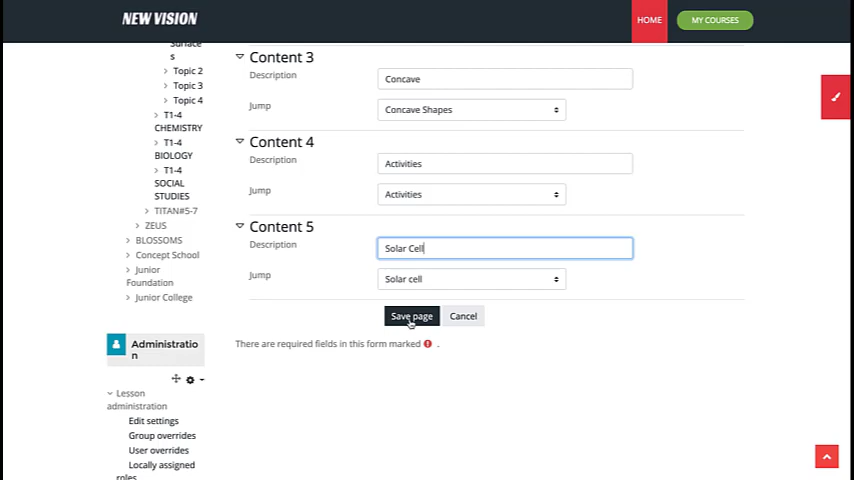 NEW VISION
HOME
MY COURSES
Surface
s
Topic 2
Topic 3
Topic 4
T1-4
CHEMISTRY
T1-4
BIOLOGY
T1-4
SOCIAL
STUDIES
TITAN#5-7
ZEUS
BLOSSOMS
Concept School
Junior
Foundation
Junior College
Administratio
n
Lesson
administration
Edit settings
Group overrides
User overrides
Locally assigned
roles
Content 3
Description
Concave
Jump
Concave Shapes
Content 4
Description
Activities
Jump
Activities
Content 5
Description
Solar Cell
Jump
Solar cell
Save page
Cancel
There are required fields in this form marked .